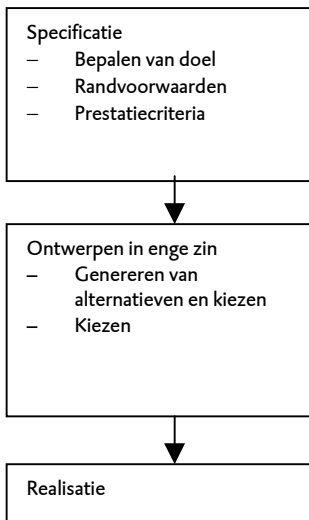 Specificatie
– Bepalen van doel
– Randvoorwaarden
– Prestatiecriteria
Ontwerpen in enge zin
– Genereren van
alternatieven en kiezen
– Kiezen
Realisatie